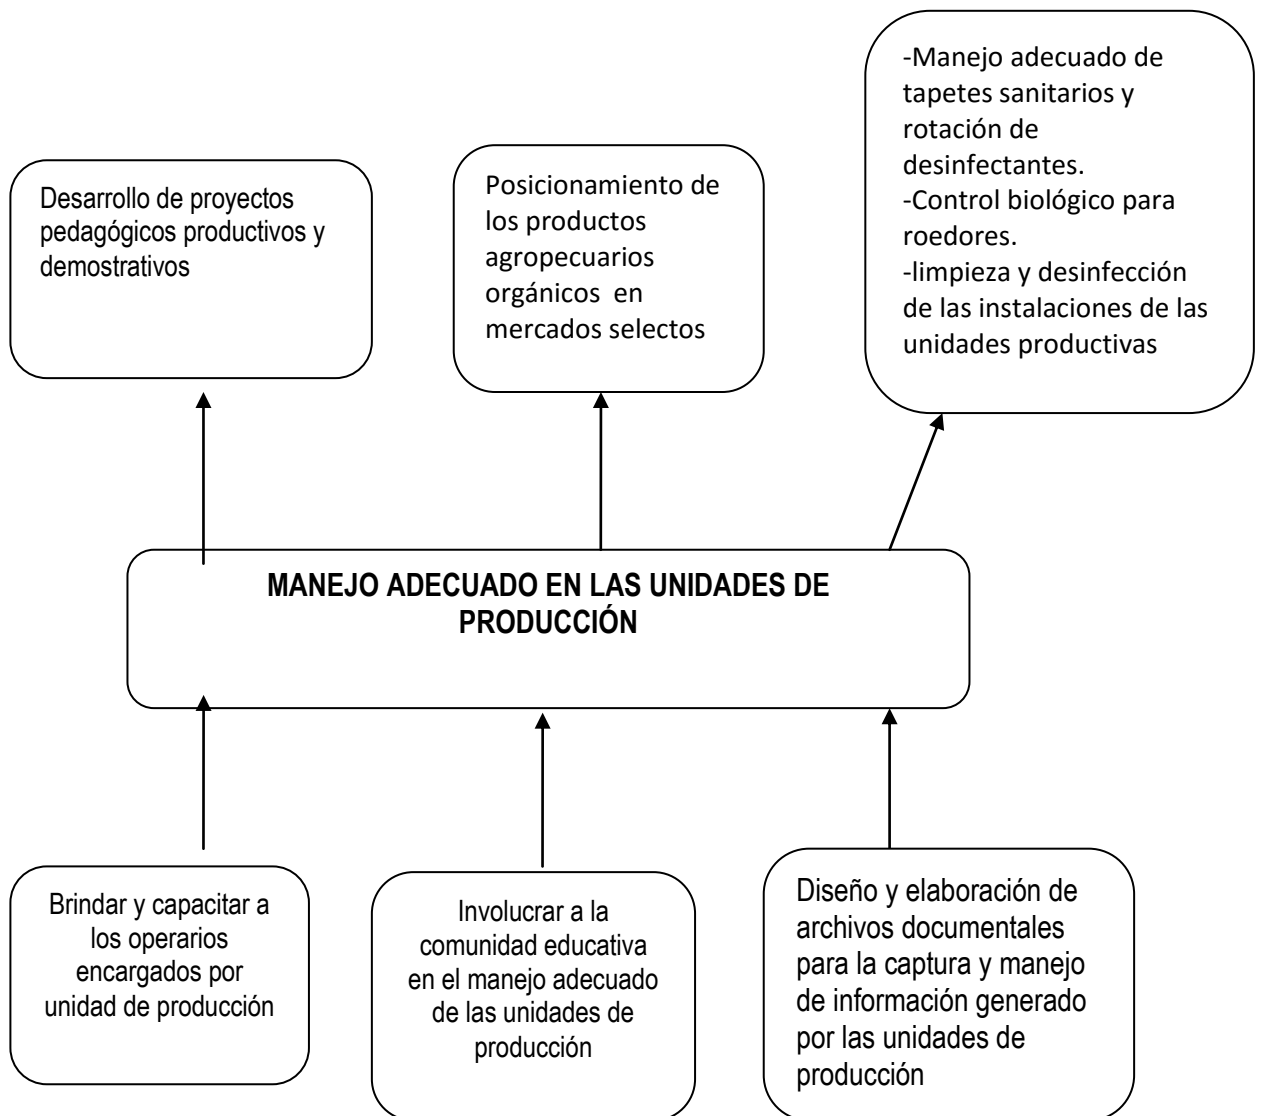 Desarrollo de proyectos
pedagógicos productivos y
demostrativos
Posicionamiento de
los productos
agropecuarios
orgánicos en
mercados selectos
-Manejo adecuado de
tapetes sanitarios y
rotación de
desinfectantes.
-Control biológico para
roedores.
-limpieza y desinfección
de las instalaciones de las
unidades productivas
MANEJO ADECUADO EN LAS UNIDADES DE
PRODUCCIÓN
Brindar y capacitar a
los operarios
encargados por
unidad de producción
Involucrar a la
comunidad educativa
en el manejo adecuado
de las unidades de
producción
Diseño y elaboración de
archivos documentales
para la captura y manejo
de información generado
por las unidades de
producción